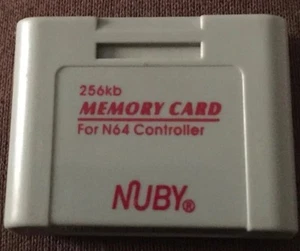 256kb
MEMORY CARD
For N64 Controller
NUBY®